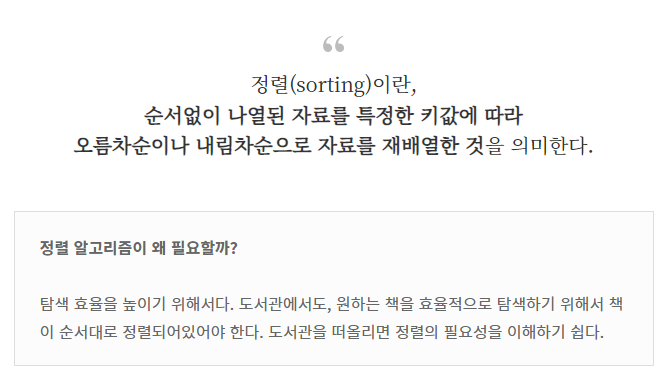 “
정렬(sorting)이란,
순서없이 나열된 자료를 특정한 키값에 따라
오름차순이나 내림차순으로 자료를 재배열한 것을 의미한다.
정렬 알고리즘이 왜 필요할까?
탐색 효율을 높이기 위해서다. 도서관에서도, 원하는 책을 효율적으로 탐색하기 위해서 책
이 순서대로 정렬되어있어야 한다. 도서관을 떠올리면 정렬의 필요성을 이해하기 쉽다.